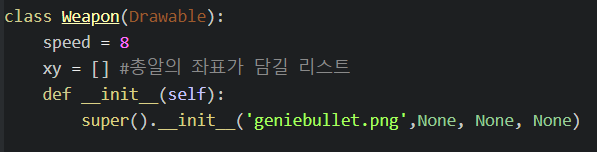 class Weapon(Drawable):
    speed = 8
    xy = [] #총알의 좌표가 담길 리스트
    def __init__(self):
        super().__init__('geniebullet.png',None, None, None)